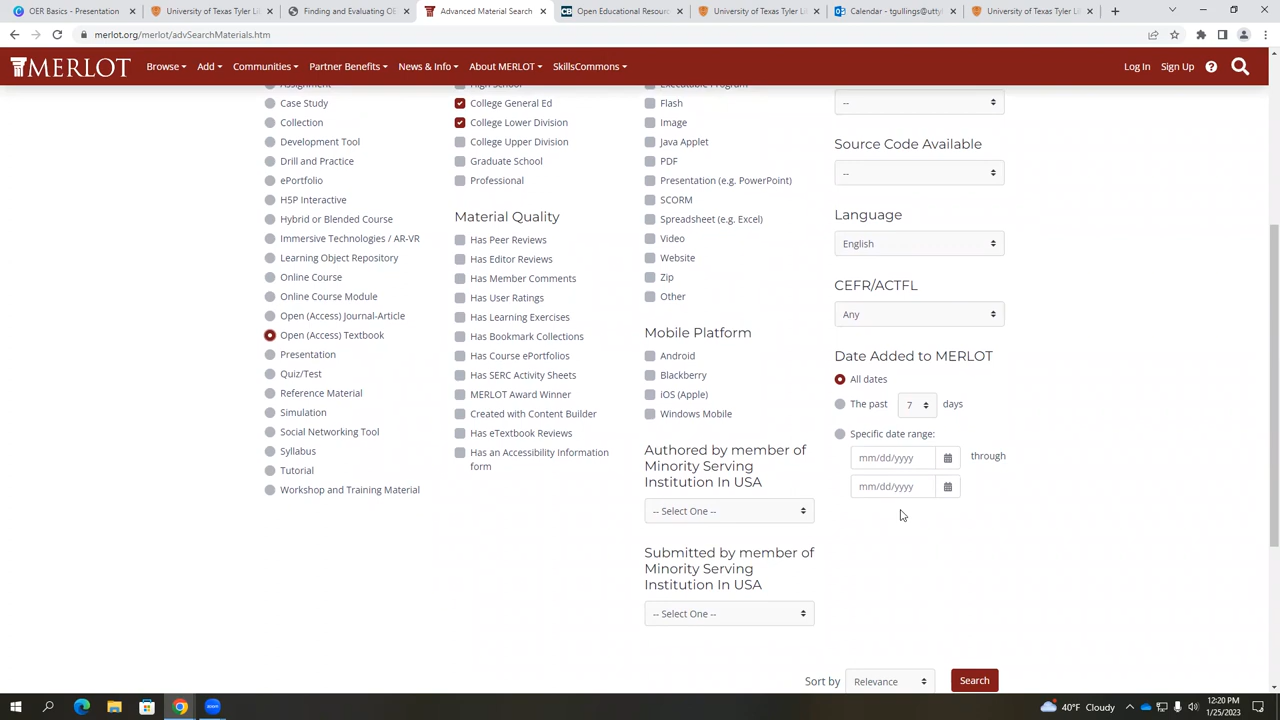 OER Basics - Presentation
University of Texas Tyler Lib
Finding and Evaluating OE
Advanced Material Search
Open Educational Resourc
University of Texas Tyler LI
Calendar - tgullings@utty
University of Texas Tyler LI
merlot.org/merlot/advSearchMaterials.htm
MERLOT
Browse
Add
Communities
Partner Benefits
News & Info
About MERLOT
SkillsCommons
Log In
Sign Up
Assignment
Case Study
Collection
Development Tool
Drill and Practice
ePortfolio
H5P Interactive
Hybrid or Blended Course
Immersive Technologies / AR-VR
Learning Object Repository
Online Course
Online Course Module
Open (Access) Journal-Article
Open (Access) Textbook
Presentation
Quiz/Test
Reference Material
Simulation
Social Networking Tool
Syllabus
Tutorial
Workshop and Training Material
High School
College General Ed
College Lower Division
College Upper Division
Graduate School
Professional
Material Quality
Has Peer Reviews
Has Editor Reviews
Has Member Comments
Has User Ratings
Has Learning Exercises
Has Bookmark Collections
Has Course ePortfolios
Has SERC Activity Sheets
MERLOT Award Winner
Created with Content Builder
Has eTextbook Reviews
Has an Accessibility Information
form
Executable Program
Flash
Image
Java Applet
PDF
Presentation (e.g. PowerPoint)
SCORM
Spreadsheet (e.g. Excel)
Video
Website
Zip
Other
Mobile Platform
Android
Blackberry
iOS (Apple)
Windows Mobile
Authored by member of
Minority Serving
Institution In USA
-- Select One --
Submitted by member of
Minority Serving
Institution In USA
-- Select One --
--
Source Code Available
--
Language
English
CEFR/ACTFL
Any
Date Added to MERLOT
All dates
The past 7 days
Specific date range:
mm/dd/yyyy through
mm/dd/yyyy
Sort by Relevance Search
40°F Cloudy
12:20 PM
1/25/2023